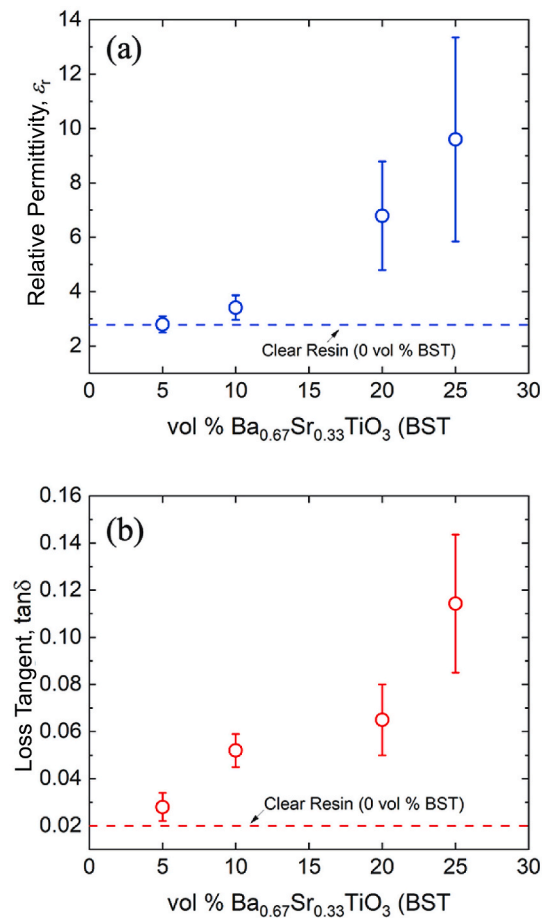 (a)
Relative Permittivity, εᵣ
14
12
10
8
6
4
2
Clear Resin (0 vol % BST)
0 5 10 15 20 25 30
vol % Ba₀.₆₇Sr₀.₃₃TiO₃ (BST
(b)
Loss Tangent, tanδ
0.16
0.14
0.12
0.10
0.08
0.06
0.04
0.02
Clear Resin (0 vol % BST)
0 5 10 15 20 25 30
vol % Ba₀.₆₇Sr₀.₃₃TiO₃ (BST